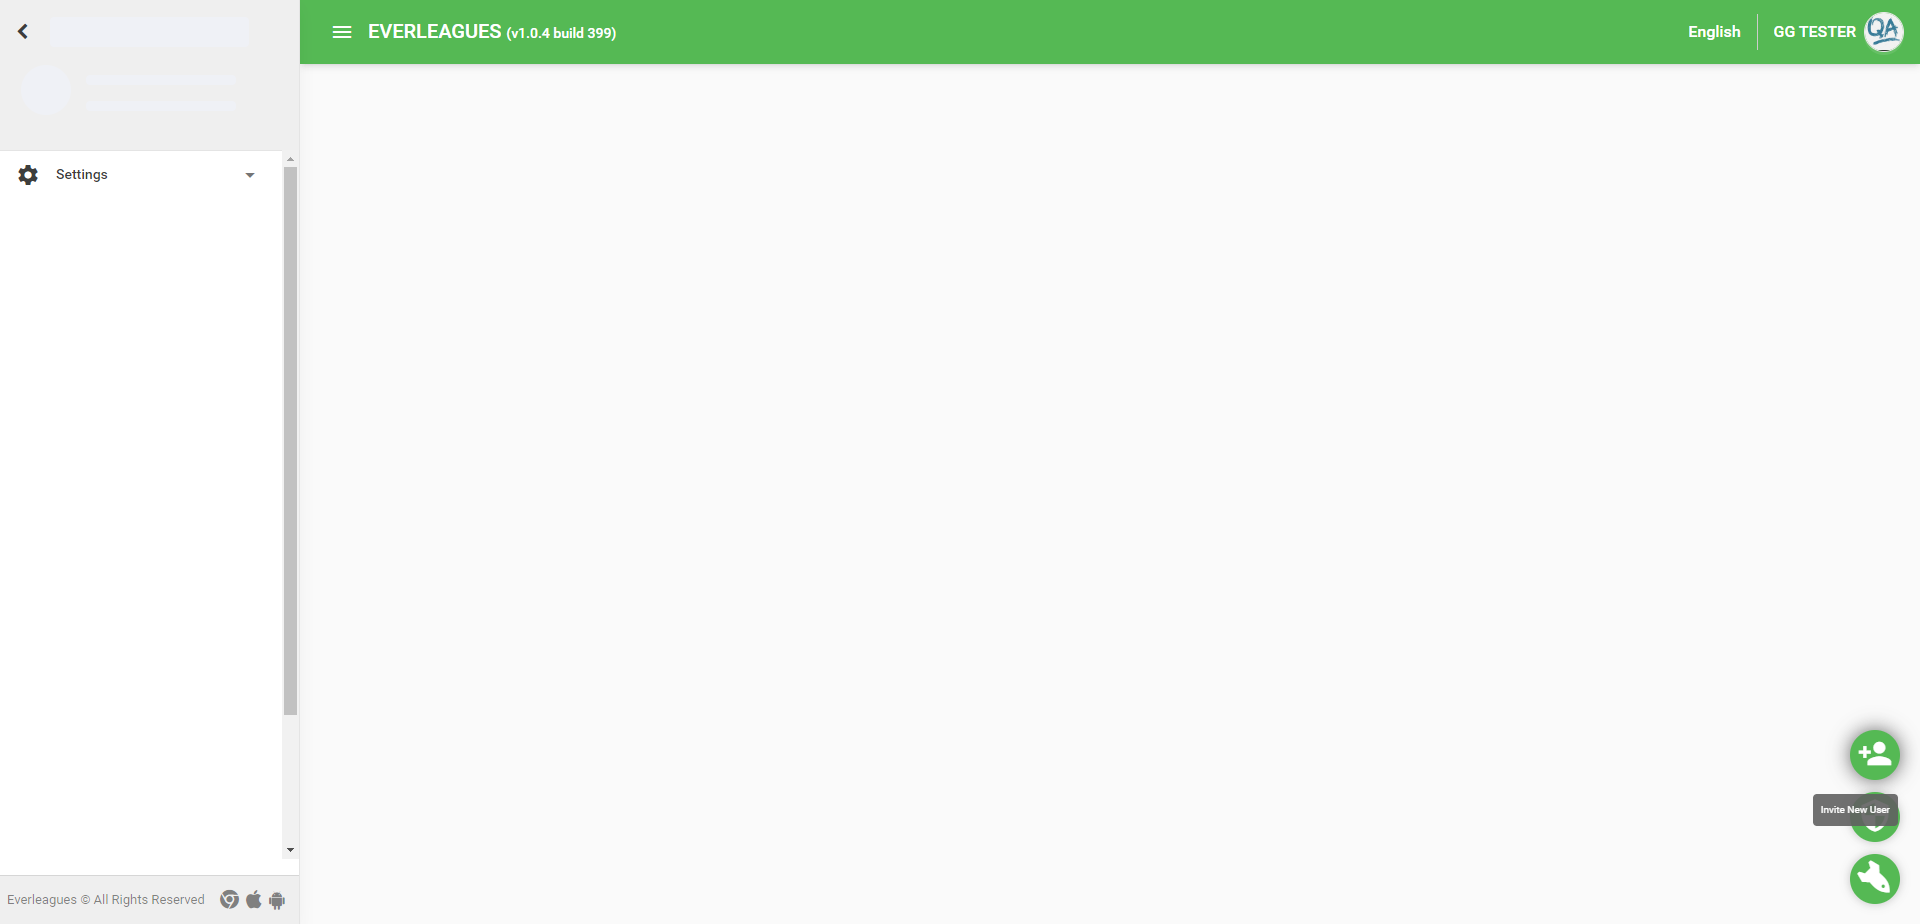 EVERLEAGUES (v1.0.4 build 399)
English
GG TESTER
QA
Settings
Invite New User
Everleagues © All Rights Reserved